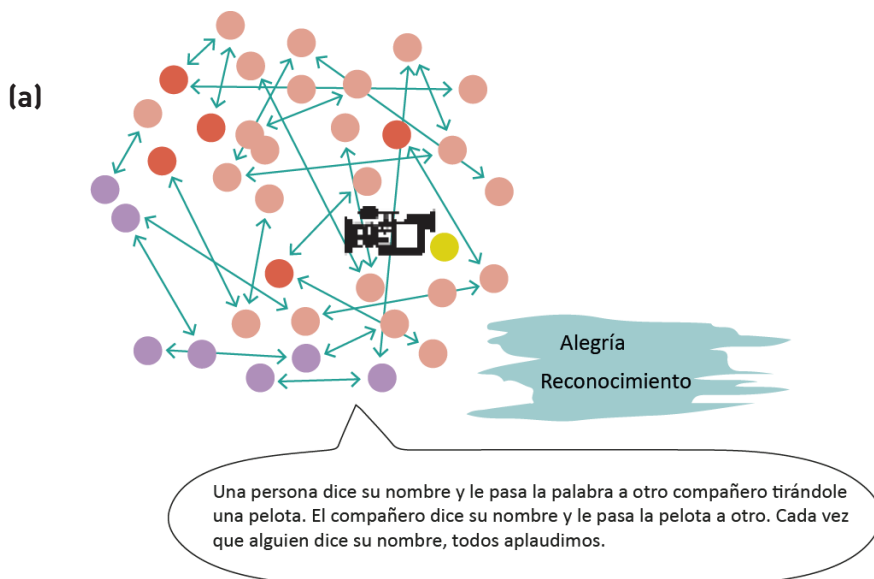 (a)
Alegría
Reconocimiento
Una persona dice su nombre y le pasa la palabra a otro compañero tirándole
una pelota. El compañero dice su nombre y le pasa la pelota a otro. Cada vez
que alguien dice su nombre, todos aplaudimos.